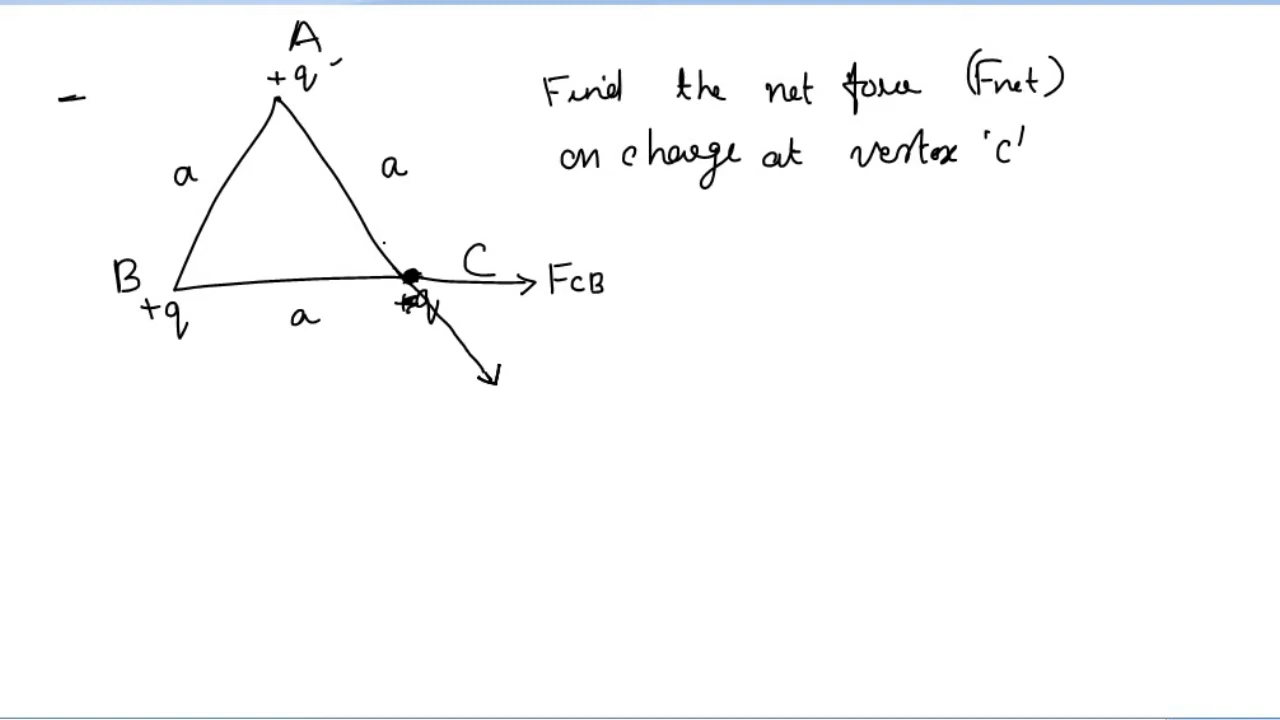 A
+q
Find the net force (Fnet)
on charge at vertex 'c'
a
a
B
C
FCB
+q
a
+q